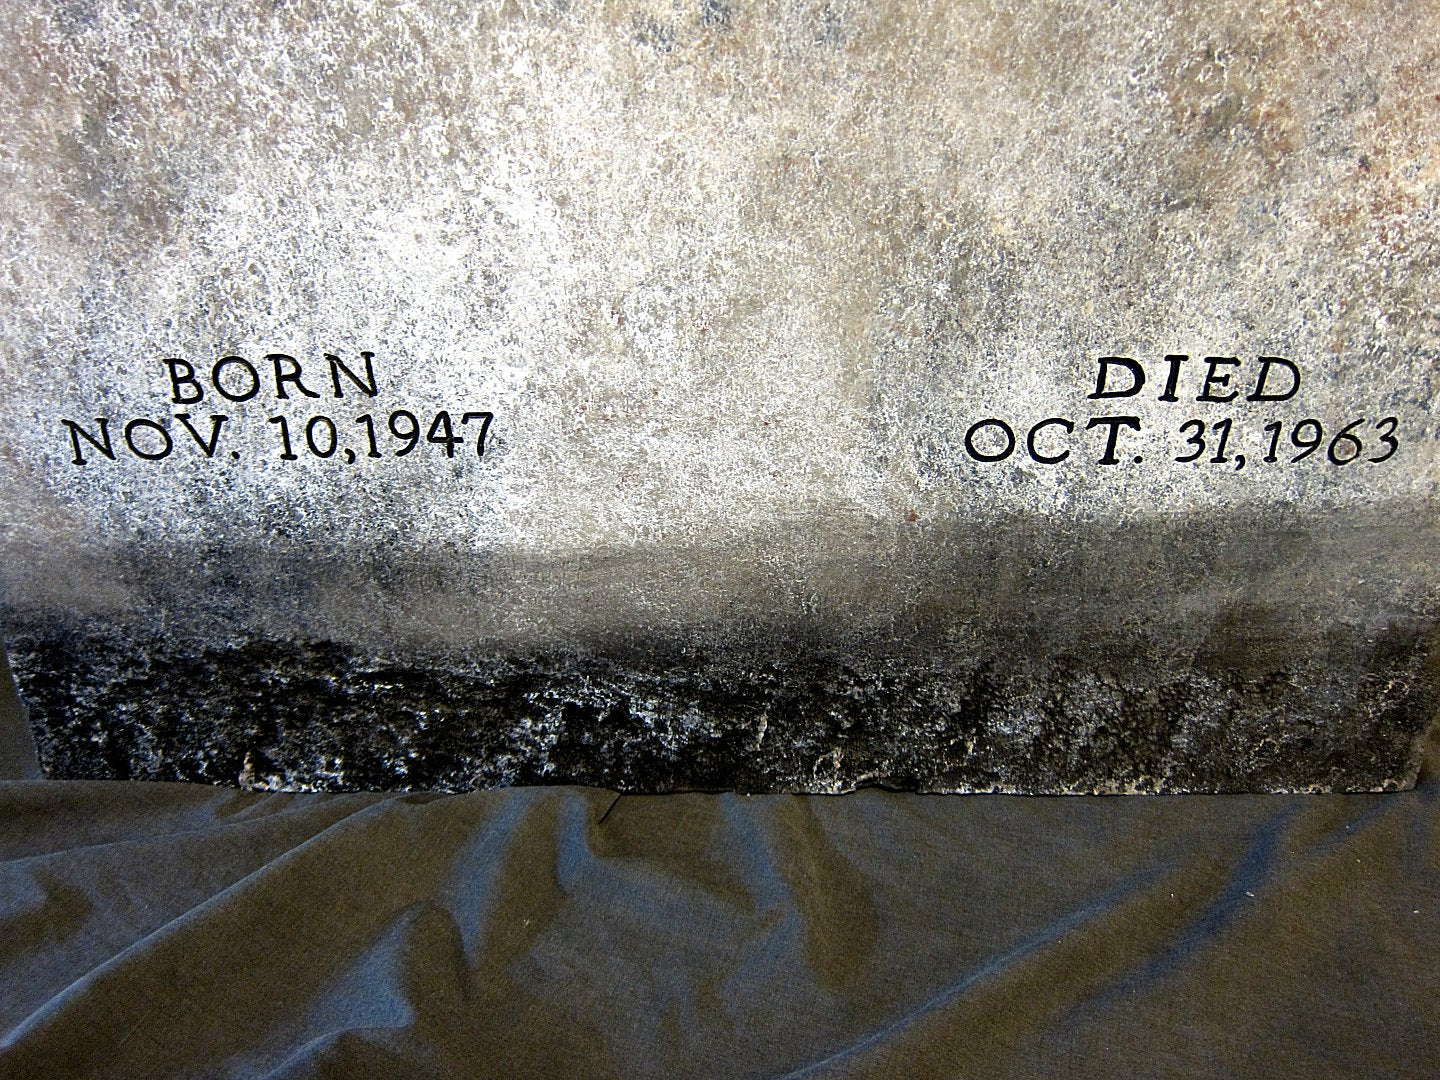 BORN
NOV. 10,1947
DIED
OCT. 31,1963